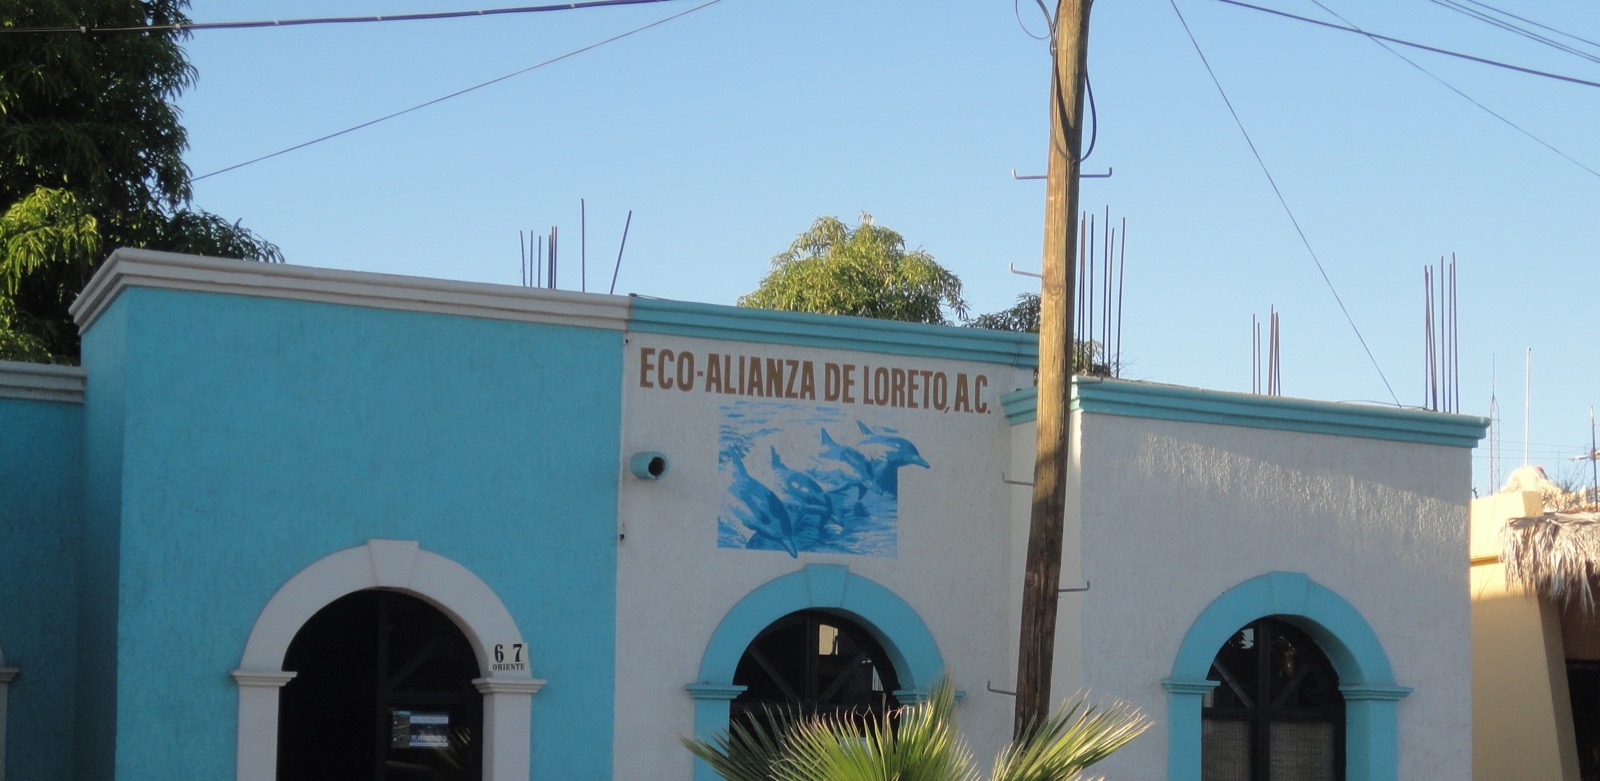 ECO-ALIANZA DE LORETO, A.C.
67
ORIENTE